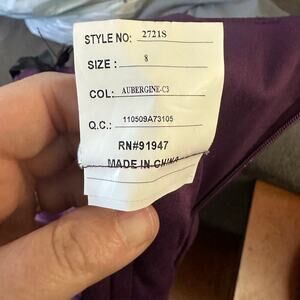 STYLE NO: 2721S
SIZE : 8
COL: AUBERGINE-C3
Q.C.: 110509A73105
RN#91947
MADE IN CHINA